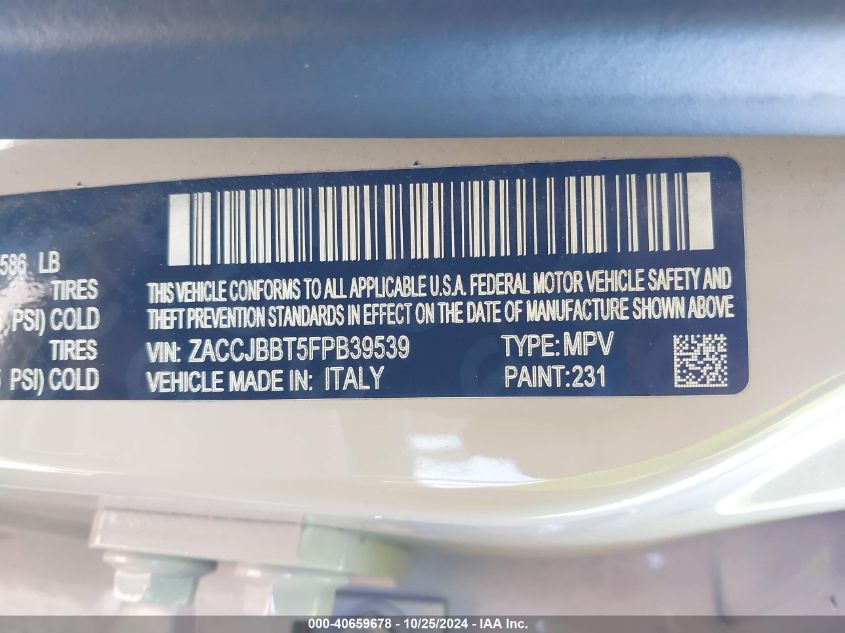 586 LB
TIRES
PSI) COLD
TIRES
PSI) COLD
THIS VEHICLE CONFORMS TO ALL APPLICABLE U.S.A. FEDERAL MOTOR VEHICLE SAFETY AND
THEFT PREVENTION STANDARDS IN EFFECT ON THE DATE OF MANUFACTURE SHOWN ABOVE
VIN: ZACCJBBT5FPB39539 TYPE: MPV
VEHICLE MADE IN: ITALY PAINT:231
000-40659678 - 10/25/2024 - IAA Inc.